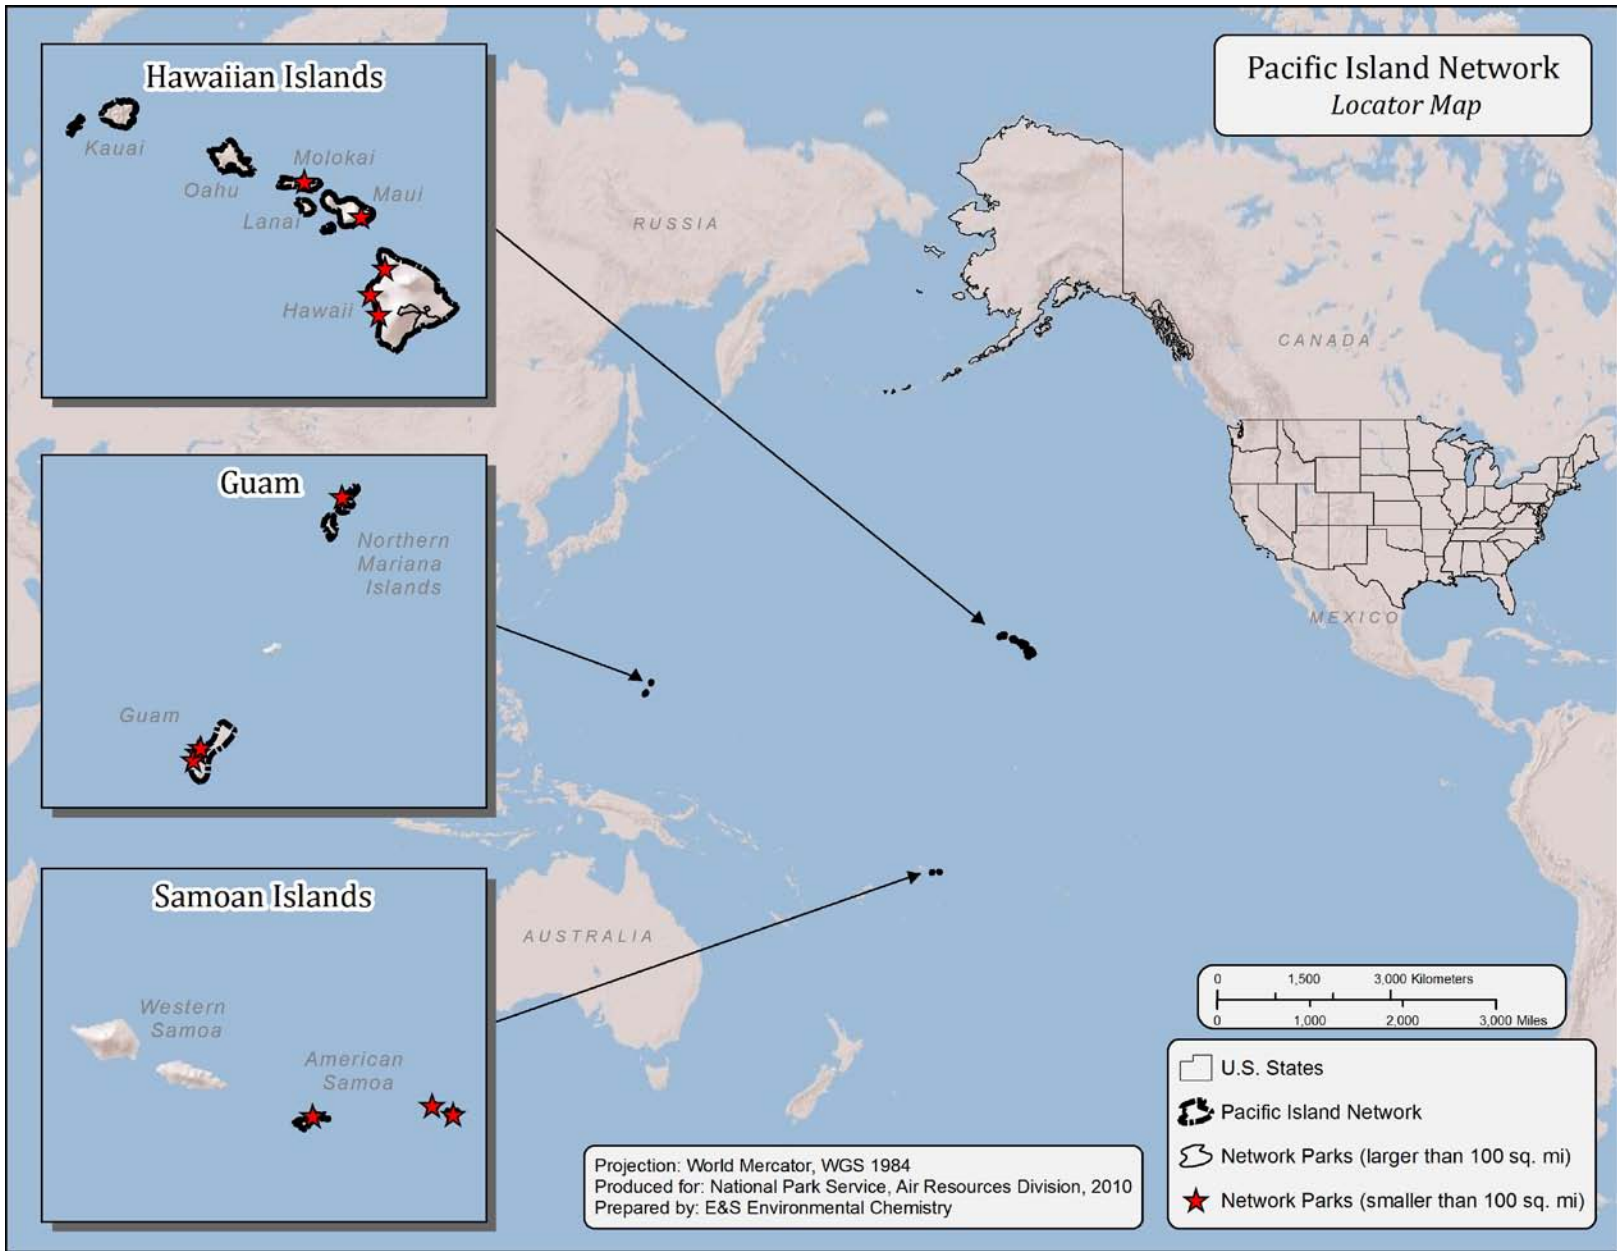 Pacific Island Network
Locator Map
Hawaiian Islands
Kauai
Oahu
Molokai
Lanai
Maui
Hawaii
Guam
Northern
Mariana
Islands
Guam
Samoan Islands
Western
Samoa
American
Samoa
RUSSIA
CANADA
MEXICO
AUSTRALIA
0 1,500 3,000 Kilometers
0 1,000 2,000 3,000 Miles
U.S. States
Pacific Island Network
Network Parks (larger than 100 sq. mi)
Network Parks (smaller than 100 sq. mi)
Projection: World Mercator, WGS 1984
Produced for: National Park Service, Air Resources Division, 2010
Prepared by: E&S Environmental Chemistry